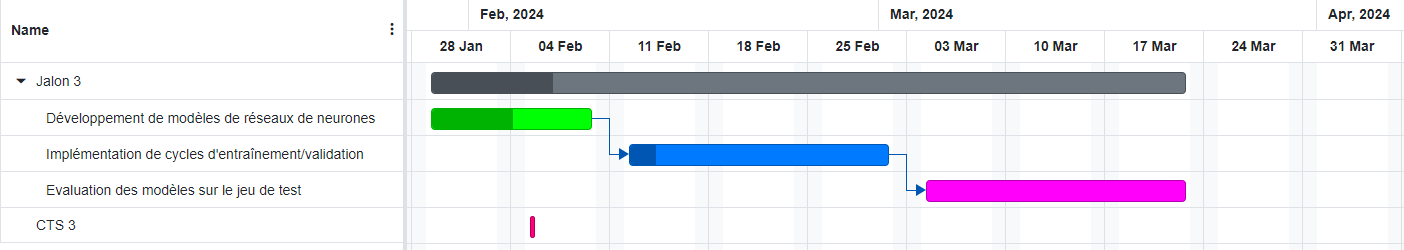 Name
Feb, 2024
Mar, 2024
Apr, 2024
28 Jan
04 Feb
11 Feb
18 Feb
25 Feb
03 Mar
10 Mar
17 Mar
24 Mar
31 Mar
Jalon 3
Développement de modèles de réseaux de neurones
Implémentation de cycles d'entraînement/validation
Evaluation des modèles sur le jeu de test
CTS 3